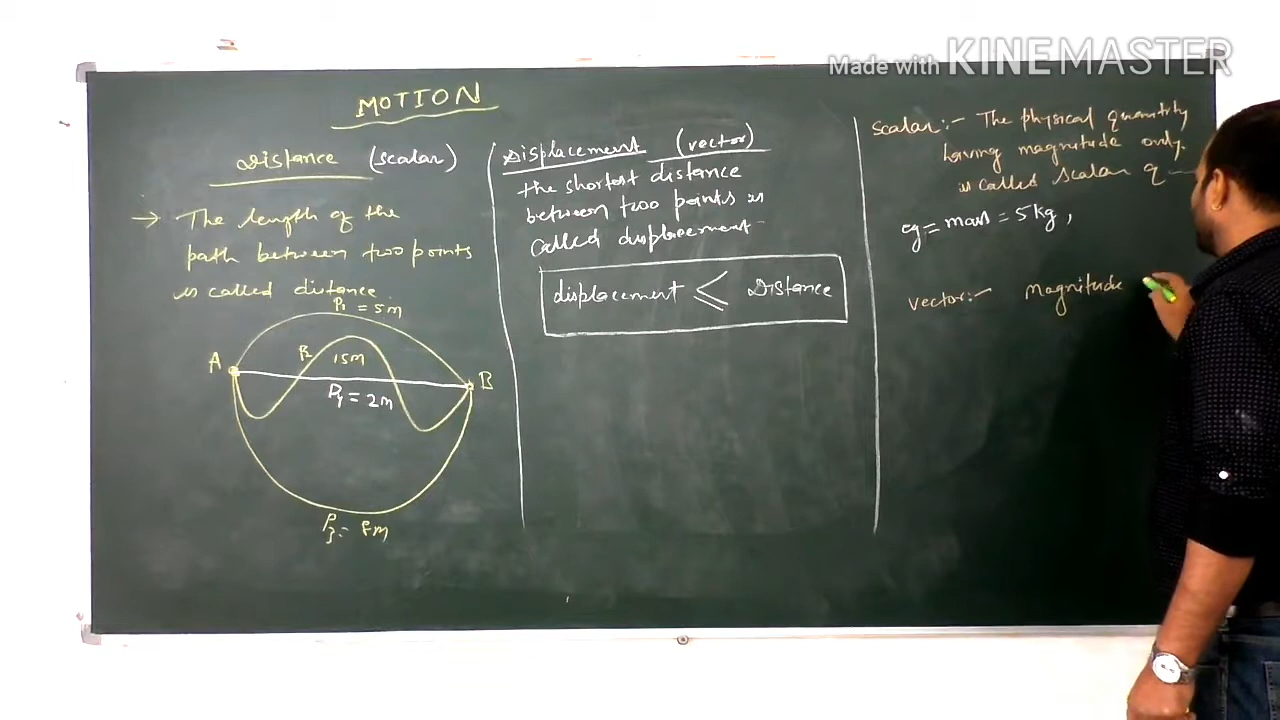 Made with KINEMASTER
MOTION
Distance (scalar)
→ The length of the
path between two points
is called distance
P₁ = 5m
A
P₂ 15m
B
P₄ = 2m
P₃ = 8m
Displacement (vector)
the shortest distance
between two points is
called displacement
displacement ≤ Distance
scalar:- The physical quantity
having magnitude only.
is called scalar q
eg = mass = 5kg,
vector:- magnitude